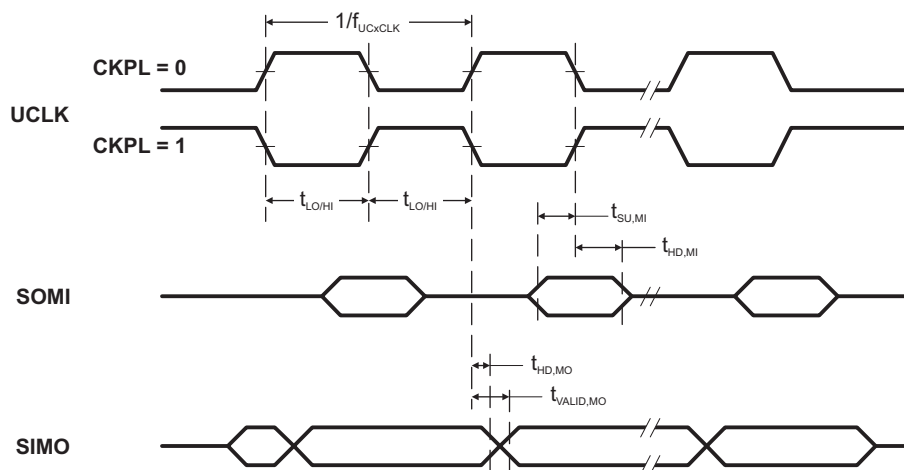 1/fUCxCLK
CKPL = 0
UCLK
CKPL = 1
tLO/HI
tLO/HI
tSU,MI
tHD,MI
SOMI
tHD,MO
tVALID,MO
SIMO